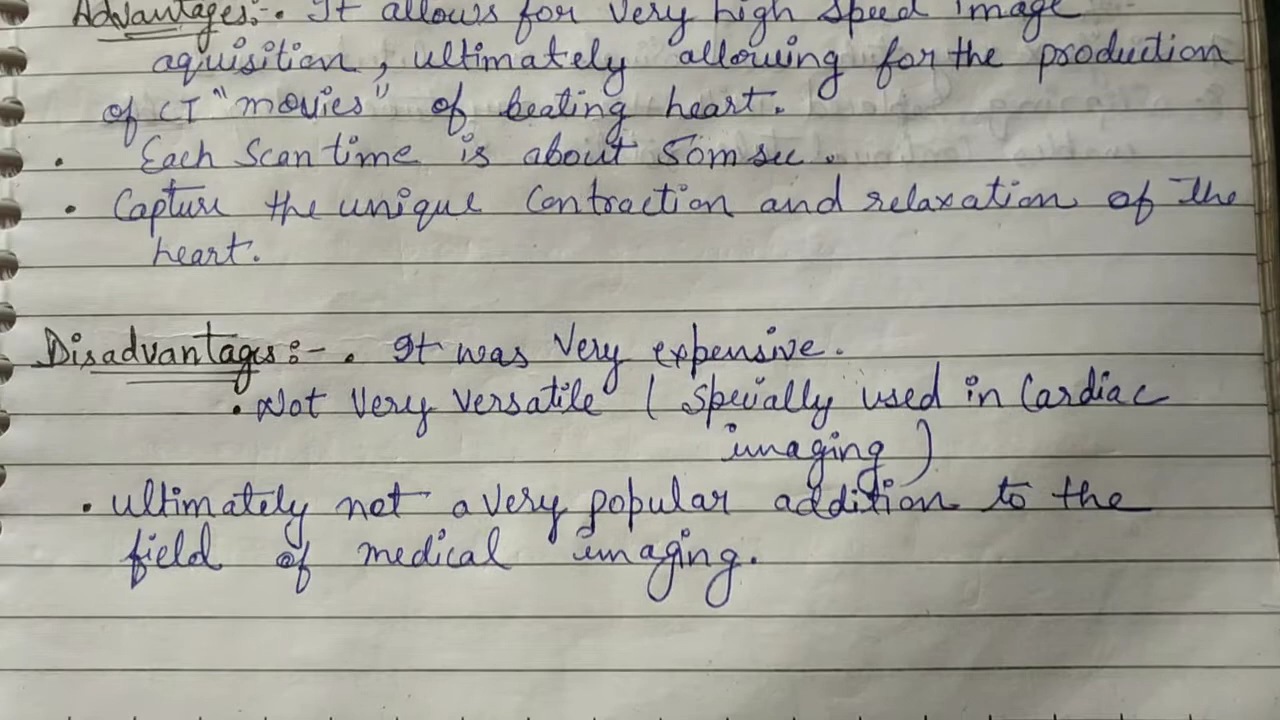 Advantages:- • It allows for very high speed image
aquisition, ultimately allowing for the production
of CT "movies" of beating heart.
• Each Scan time is about 50m sec.
• Capture the unique Contraction and relaxation of the
heart.
Disadvantages:- • It was very expensive.
• Not very versatile (specially used in Cardiac
imaging)
• ultimately not a very popular addition to the
field of medical imaging.